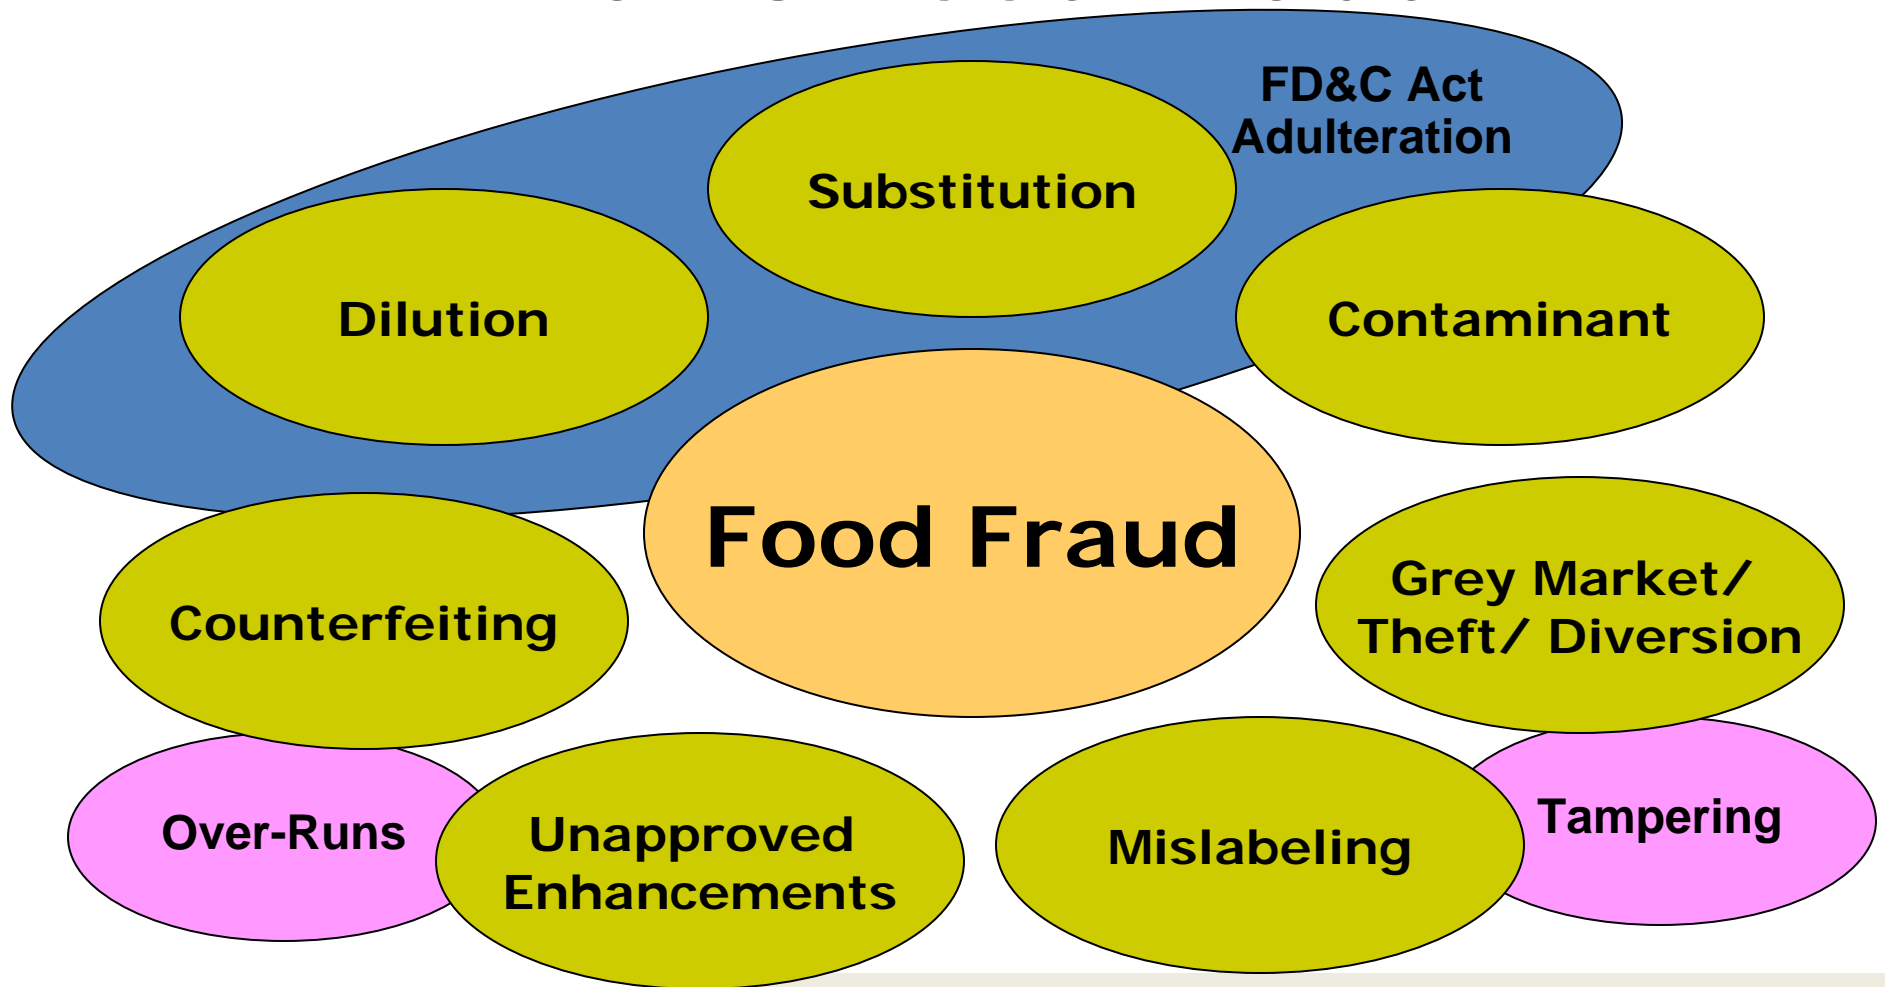 FD&C Act
Adulteration
Substitution
Dilution
Contaminant
Food Fraud
Counterfeiting
Grey Market/
Theft/ Diversion
Over-Runs
Unapproved
Enhancements
Mislabeling
Tampering